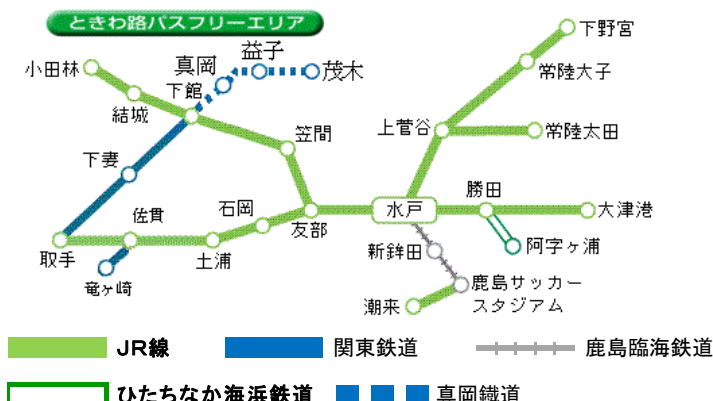 ときわ路パスフリーエリア
下野宮
益子
真岡
茂木
小田林
常陸大子
下館
結城
上菅谷
常陸太田
笠間
下妻
勝田
石岡
水戸
大津港
佐貫
友部
取手
土浦
新鉾田
阿字ヶ浦
竜ヶ崎
鹿島サッカー
スタジアム
潮来
JR線
関東鉄道
鹿島臨海鉄道
ひたちなか海浜鉄道
真岡鐵道